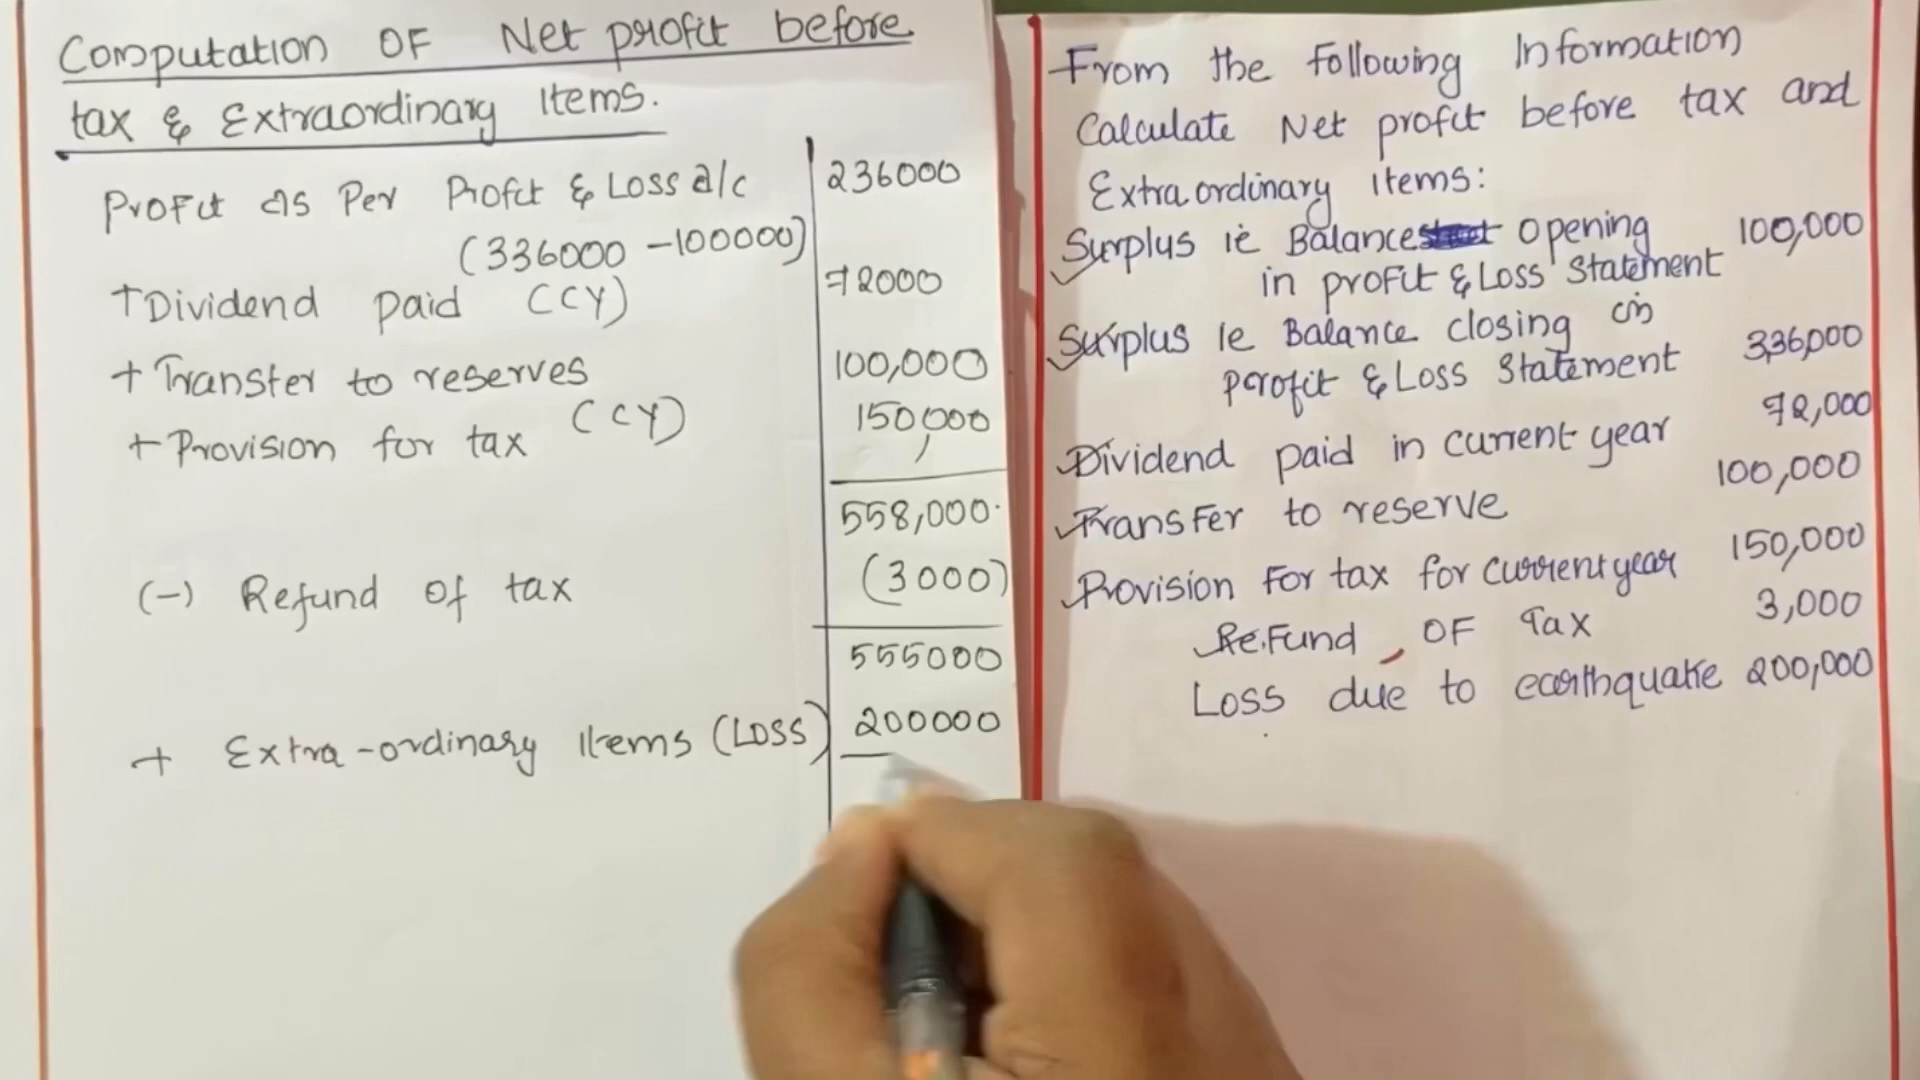 Computation OF Net profit before
tax & Extraordinary Items.
Profit as Per Profit & Loss a/c 236000
(336000 - 100000)
+ Dividend paid (CY) 72000
+ Transfer to reserves 100,000
+ Provision for tax (CY) 150,000
558,000.
(-) Refund of tax (3000)
555000
+ Extra-ordinary Items (Loss) 200000
From the following Information
Calculate Net profit before tax and
Extra ordinary items:
Surplus ie Balance opening 100,000
in profit & Loss Statement
Surplus ie Balance closing in
profit & Loss Statement 336,000
Dividend paid in current year 72,000
Transfer to reserve 100,000
Provision For tax for current year 150,000
Re.Fund OF Tax 3,000
Loss due to earthquake 200,000